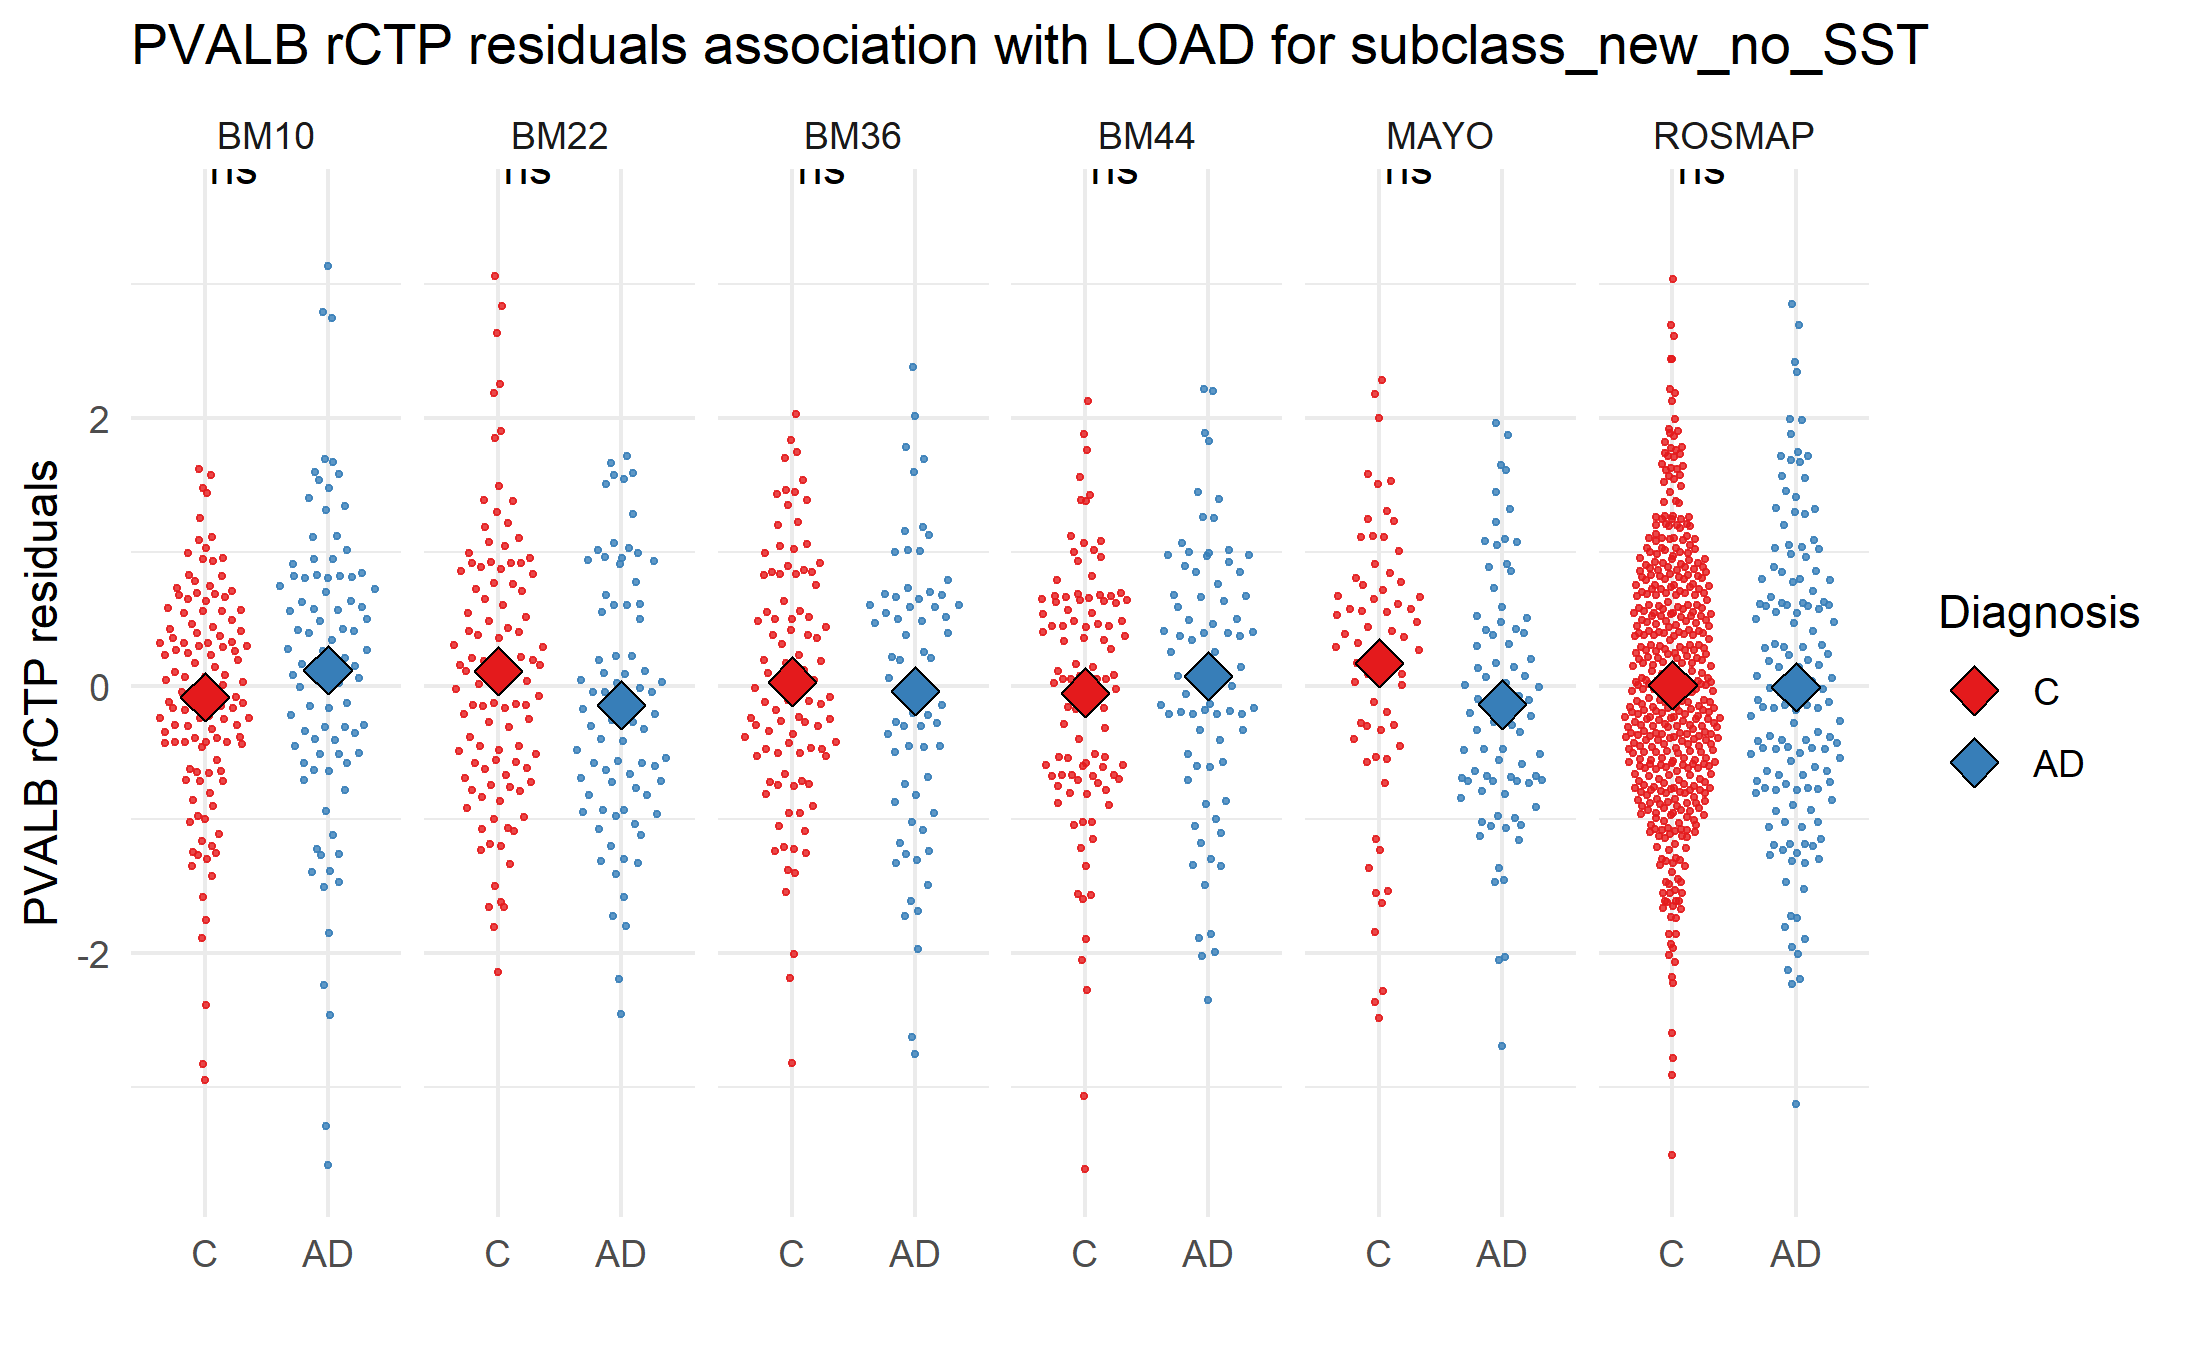 PVALB rCTP residuals association with LOAD for subclass_new_no_SST
BM10 BM22 BM36 BM44 MAYO ROSMAP
ns ns ns ns ns ns
PVALB rCTP residuals
2
0
-2
C AD C AD C AD C AD C AD C AD
Diagnosis
C
AD